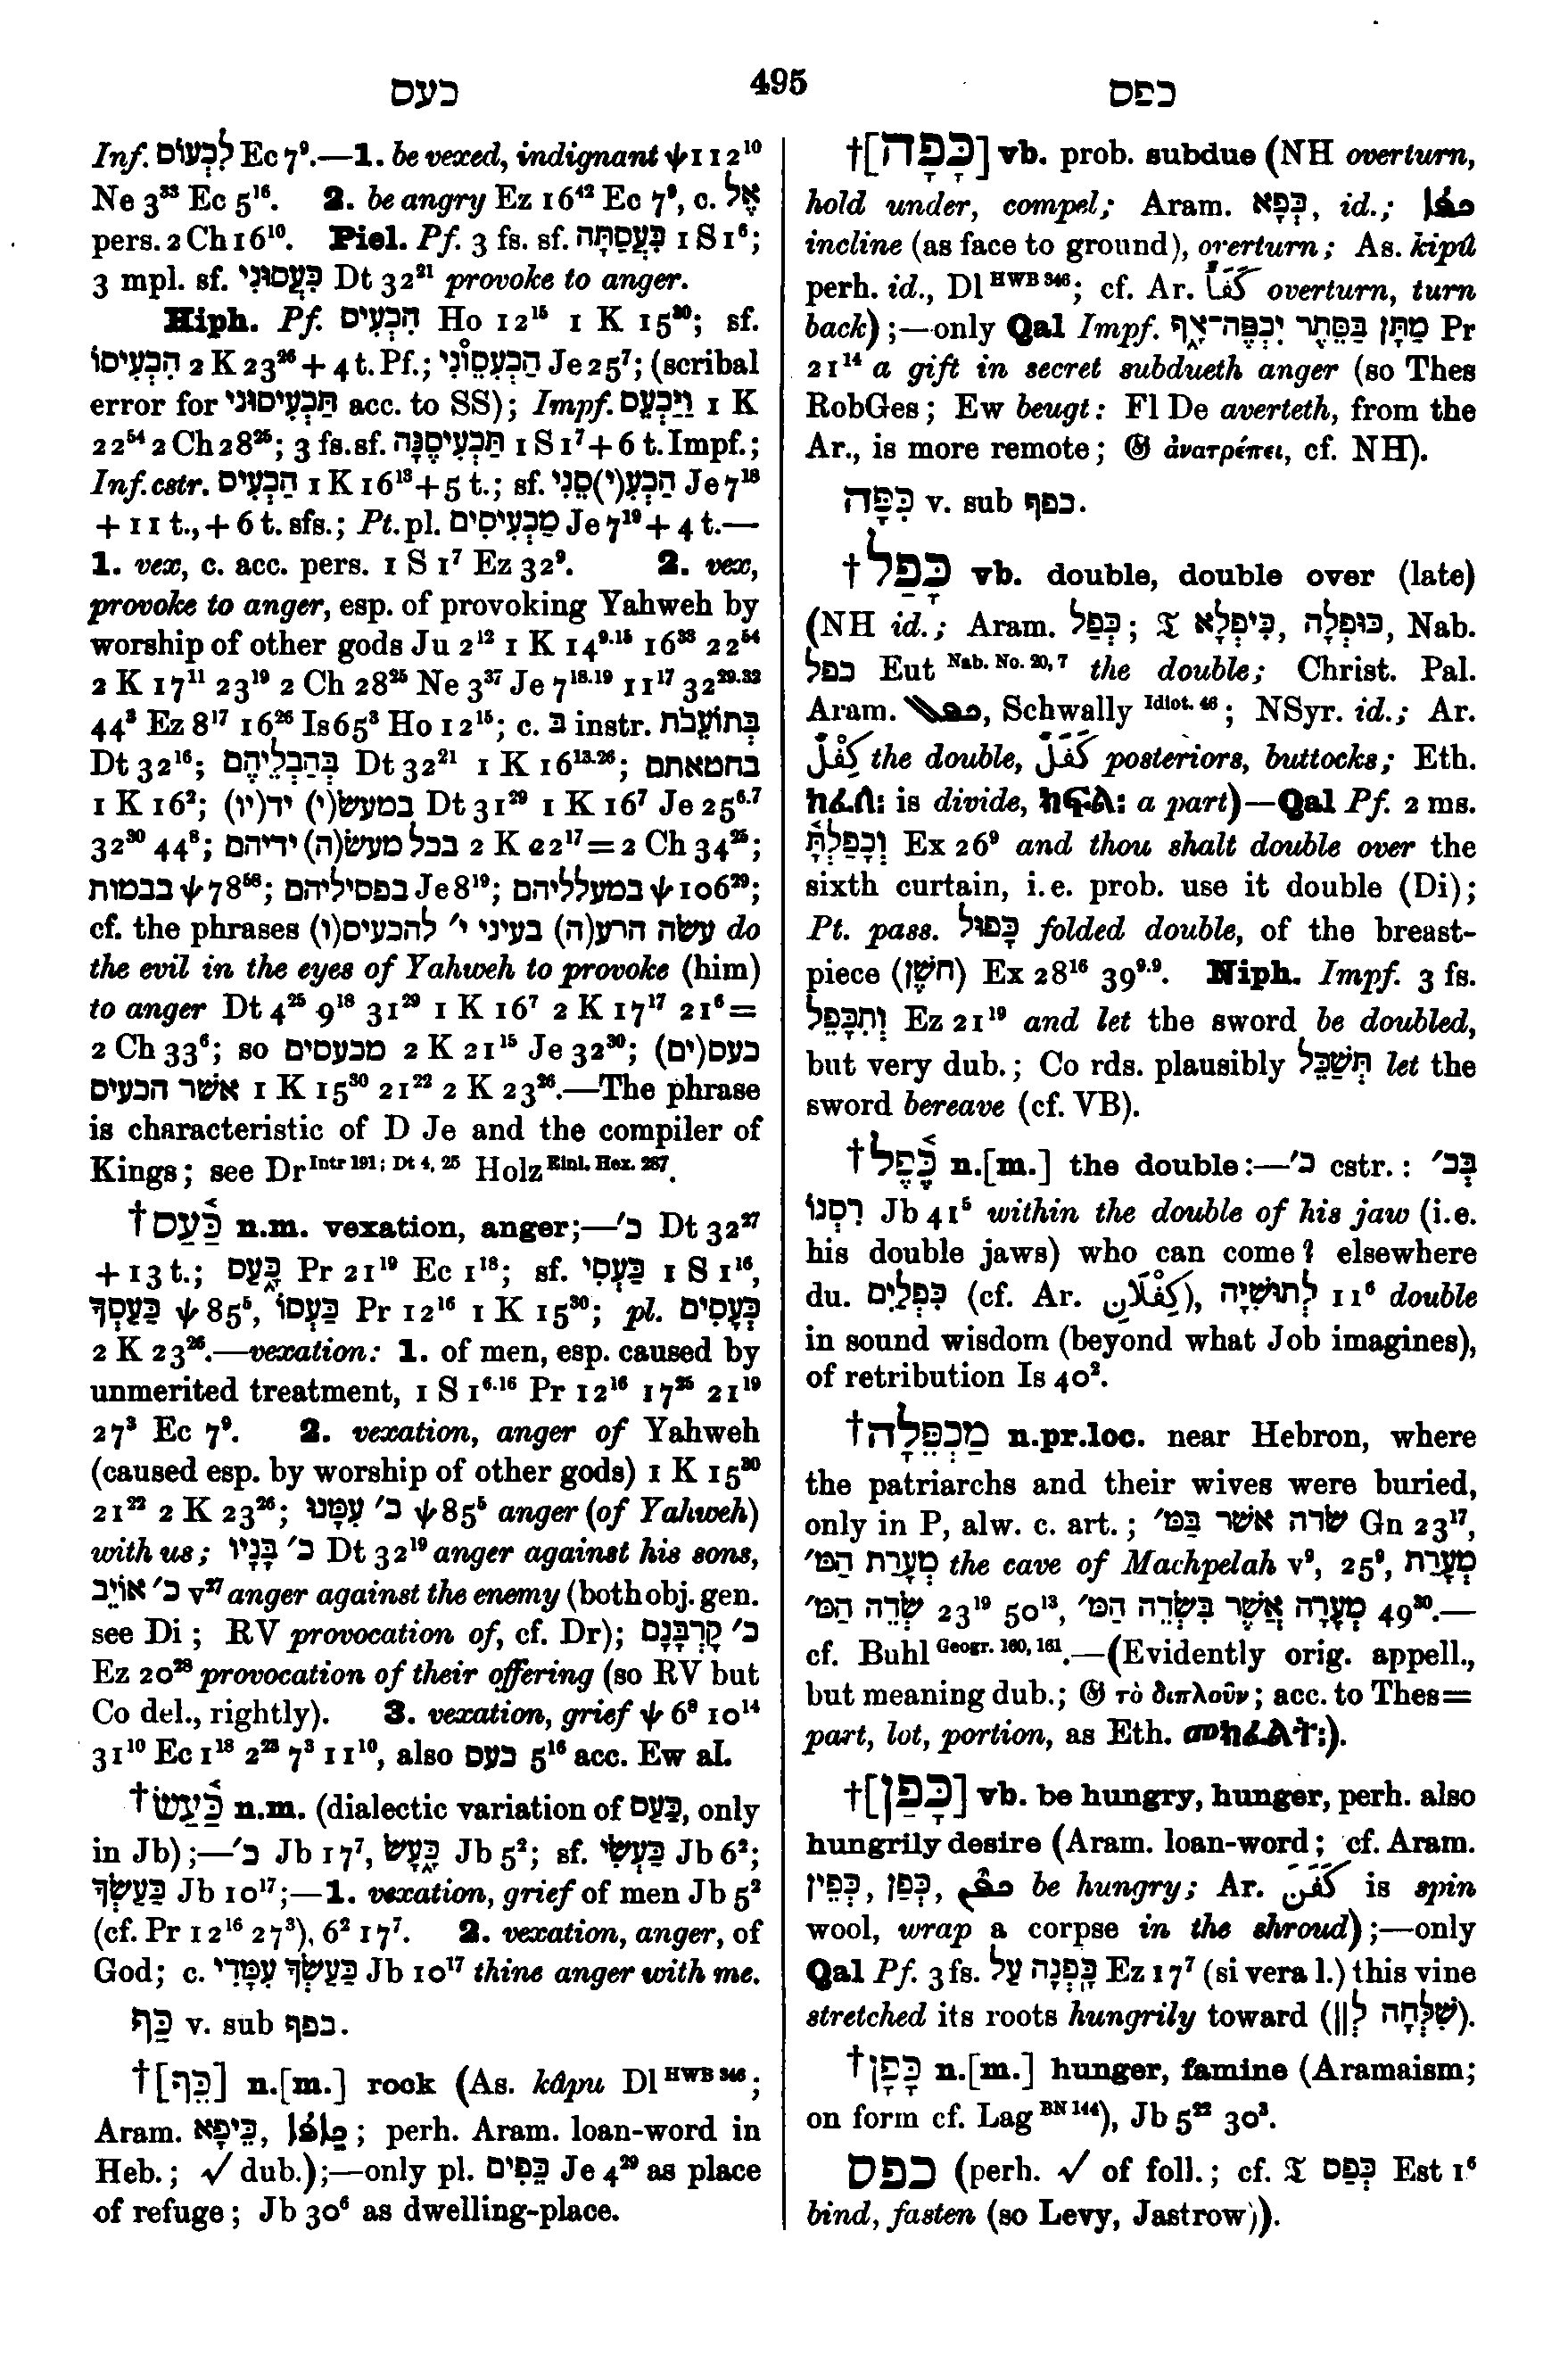 כעס
495
כפס
Inf. לִכְעוֹס Ec 7⁹.—1. be vexed, indignant ψ 112¹⁰
Ne 3³³ Ec 5¹⁶. 2. be angry Ez 16⁴² Ec 7⁹, c. אֶל
pers. 2 Ch 16¹⁰. Piel. Pf. 3 fs. sf. כִּעֲסַתָּה 1 S 1⁶;
3 mpl. sf. כִּעֲסוּנִי Dt 32²¹ provoke to anger.
Hiph. Pf. הִכְעִיס Ho 12¹⁵ 1 K 15³⁰; sf.
הִכְעִיסוֹ 2 K 23²⁶ + 4 t. Pf.; הַכְעִסֵוֹנִי Je 25⁷; (scribal
error for תַּכְעִיסוּנִי acc. to SS); Impf. וַיַּכְעֵס 1 K
22⁵⁴ 2 Ch 28²⁵; 3 fs. sf. תַּכְעִיסֶנָּה 1 S 1⁷ + 6 t. Impf.;
Inf. cstr. הַכְעִיס 1 K 16¹³ + 5 t.; sf. הַכְעִ(י)סֵנִי Je 7¹⁸
+ 11 t., + 6 t. sfs.; Pt. pl. מַכְעִיסִים Je 7¹⁹ + 4 t.—
1. vex, c. acc. pers. 1 S 1⁷ Ez 32⁹. 2. vex,
provoke to anger, esp. of provoking Yahweh by
worship of other gods Ju 2¹² 1 K 14⁹·¹⁵ 16³³ 22⁵⁴
2 K 17¹¹ 23¹⁹ 2 Ch 28²⁵ Ne 3³⁷ Je 7¹⁸·¹⁹ 11¹⁷ 32²⁹·³²
44³ Ez 8¹⁷ 16²⁶ Is 65³ Ho 12¹⁵; c. ב instr. בְּתוֹעֵבֹת
Dt 32¹⁶; בְּהַבְלֵיהֶם Dt 32²¹ 1 K 16¹³·²⁶; בחטאתם
1 K 16²; במעשׂ(י) יד(יו) Dt 31²⁹ 1 K 16⁷ Je 25⁶·⁷
32³⁰ 44⁸; בכל מעשׂ(ה) ידיהם 2 K 22¹⁷ = 2 Ch 34²⁵;
בבמות ψ 78⁵⁸; בפסיליהם Je 8¹⁹; במעלליהם ψ 106²⁹;
cf. the phrases עשׂה הרע(ה) בעיני י׳ להכעיס(ו) do
the evil in the eyes of Yahweh to provoke (him)
to anger Dt 4²⁵ 9¹⁸ 31²⁹ 1 K 16⁷ 2 K 17¹⁷ 21⁶ =
2 Ch 33⁶; so מכעסים 2 K 21¹⁵ Je 32³⁰; כעס(ים)
אשׁר הכעיס 1 K 15³⁰ 21²² 2 K 23²⁶.—The phrase
is characteristic of D Je and the compiler of
Kings; see Dr Intr 191; Dt 4, 25 Holz Einl. Hex. 287.
†כַּ֫עַס n.m. vexation, anger;—כ׳ Dt 32²⁷
+ 13 t.; כָּ֑עַס Pr 21¹⁹ Ec 1¹⁸; sf. כַּעְסִי 1 S 1¹⁶,
כַּעַסְךָ ψ 85⁵, כַּעְסוֹ Pr 12¹⁶ 1 K 15³⁰; pl. כְּעָסִים
2 K 23²⁶.—vexation: 1. of men, esp. caused by
unmerited treatment, 1 S 1⁶·¹⁶ Pr 12¹⁶ 17²⁵ 21¹⁹
27³ Ec 7⁹. 2. vexation, anger of Yahweh
(caused esp. by worship of other gods) 1 K 15³⁰
21²² 2 K 23²⁶; כ׳ עִמָּנוּ ψ 85⁵ anger (of Yahweh)
with us; כ׳ בָּנָיו Dt 32¹⁹ anger against his sons,
כ׳ אוֹיֵב v²⁷ anger against the enemy (both obj. gen.
see Di; RV provocation of, cf. Dr); כ׳ קָרְבָּנָם
Ez 20²⁸ provocation of their offering (so RV but
Co del., rightly). 3. vexation, grief ψ 6⁸ 10¹⁴
31¹⁰ Ec 1¹⁸ 2²³ 7³ 11¹⁰, also כעס 5¹⁶ acc. Ew al.
†כַּ֫עַשׂ n.m. (dialectic variation of כַּעַס, only
in Jb);—כ׳ Jb 17⁷, כָּ֑עַשׂ Jb 5²; sf. כַּעְשִׂי Jb 6²;
כַּעַשְׂךָ Jb 10¹⁷;—1. vexation, grief of men Jb 5²
(cf. Pr 12¹⁶ 27³), 6² 17⁷. 2. vexation, anger, of
God; c. כַּעַשְׂךָ עִמָּדִי Jb 10¹⁷ thine anger with me.
כַּף v. sub כפף.
†[כֵּף] n.[m.] rock (As. kâpu Dl HWB 346;
Aram. כֵּיפָא, ܟܐܦܐ; perh. Aram. loan-word in
Heb.; √ dub.);—only pl. כֵּפִים Je 4²⁹ as place
of refuge; Jb 30⁶ as dwelling-place.
†[כָּפָה] vb. prob. subdue (NH overturn,
hold under, compel; Aram. כְּפָא, id.; ܟܦܐ
incline (as face to ground), overturn; As. kipû
perh. id., Dl HWB 346; cf. Ar. كَفَأَ overturn, turn
back);—only Qal Impf. מַתָּן בַּסֵּתֶר יִכְפֶּה־אָ֑ף Pr
21¹⁴ a gift in secret subdueth anger (so Thes
RobGes; Ew beugt: Fl De averteth, from the
Ar., is more remote; 𝔊 ἀνατρέπει, cf. NH).
כִּפָּה v. sub כפף.
†כָּפַל vb. double, double over (late)
(NH id.; Aram. כְּפַל; 𝔗 כִּיפְלָא, כּוּפְלָה, Nab.
כפל Eut Nab. No. 20, 7 the double; Christ. Pal.
Aram. ܟܦܠ, Schwally Idiot. 46; NSyr. id.; Ar.
كِفْلٌ the double, كَفَلٌ posteriors, buttocks; Eth.
ከፈለ፡ is divide, ክፍል፡ a part)—Qal Pf. 2 ms.
וְכָפַלְתָּ֫ Ex 26⁹ and thou shalt double over the
sixth curtain, i.e. prob. use it double (Di);
Pt. pass. כָּפוּל folded double, of the breast-
piece (חשֶׁן) Ex 28¹⁶ 39⁹·⁹. Niph. Impf. 3 fs.
וְתִכָּפֵל Ez 21¹⁹ and let the sword be doubled,
but very dub.; Co rds. plausibly תְּשַׁכֵּל let the
sword bereave (cf. VB).
†כֶּ֫פֶל n.[m.] the double:—כ׳ cstr.: בְּכ׳
רִסְנוֹ Jb 41⁵ within the double of his jaw (i.e.
his double jaws) who can come? elsewhere
du. כִּפְלַיִם (cf. Ar. كِفْلَانِ), לְתוּשִׁיָּה 11⁶ double
in sound wisdom (beyond what Job imagines),
of retribution Is 40².
†מַכְפֵּלָה n.pr.loc. near Hebron, where
the patriarchs and their wives were buried,
only in P, alw. c. art.; שׂדה אשׁר בַּמּ׳ Gn 23¹⁷,
מְעָרַת הַמּ׳ the cave of Machpelah v⁹, 25⁹, מְעָרַת
שְׂדֵה הַמּ׳ 23¹⁹ 50¹³, מְעָרָה אֲשֶׁר בִּשְׂדֵה הַמּ׳ 49³⁰.—
cf. Buhl Geogr. 160, 161.—(Evidently orig. appell.,
but meaning dub.; 𝔊 τὸ διπλοῦν; acc. to Thes=
part, lot, portion, as Eth. መክፈልት፡).
†[כָּפַן] vb. be hungry, hunger, perh. also
hungrily desire (Aram. loan-word; cf. Aram.
כְּפֵין, כְּפַן, ܟܦܢ be hungry; Ar. كَفَنَ is spin
wool, wrap a corpse in the shroud);—only
Qal Pf. 3 fs. כָּפְנָה עַל Ez 17⁷ (si vera l.) this vine
stretched its roots hungrily toward (‖ שִׁלְחָה לְ).
†כָּפָן n.[m.] hunger, famine (Aramaism;
on form cf. Lag BN 144), Jb 5²² 30³.
כפס (perh. √ of foll.; cf. 𝔗 כְּפַס Est 1⁶
bind, fasten (so Levy, Jastrow)).